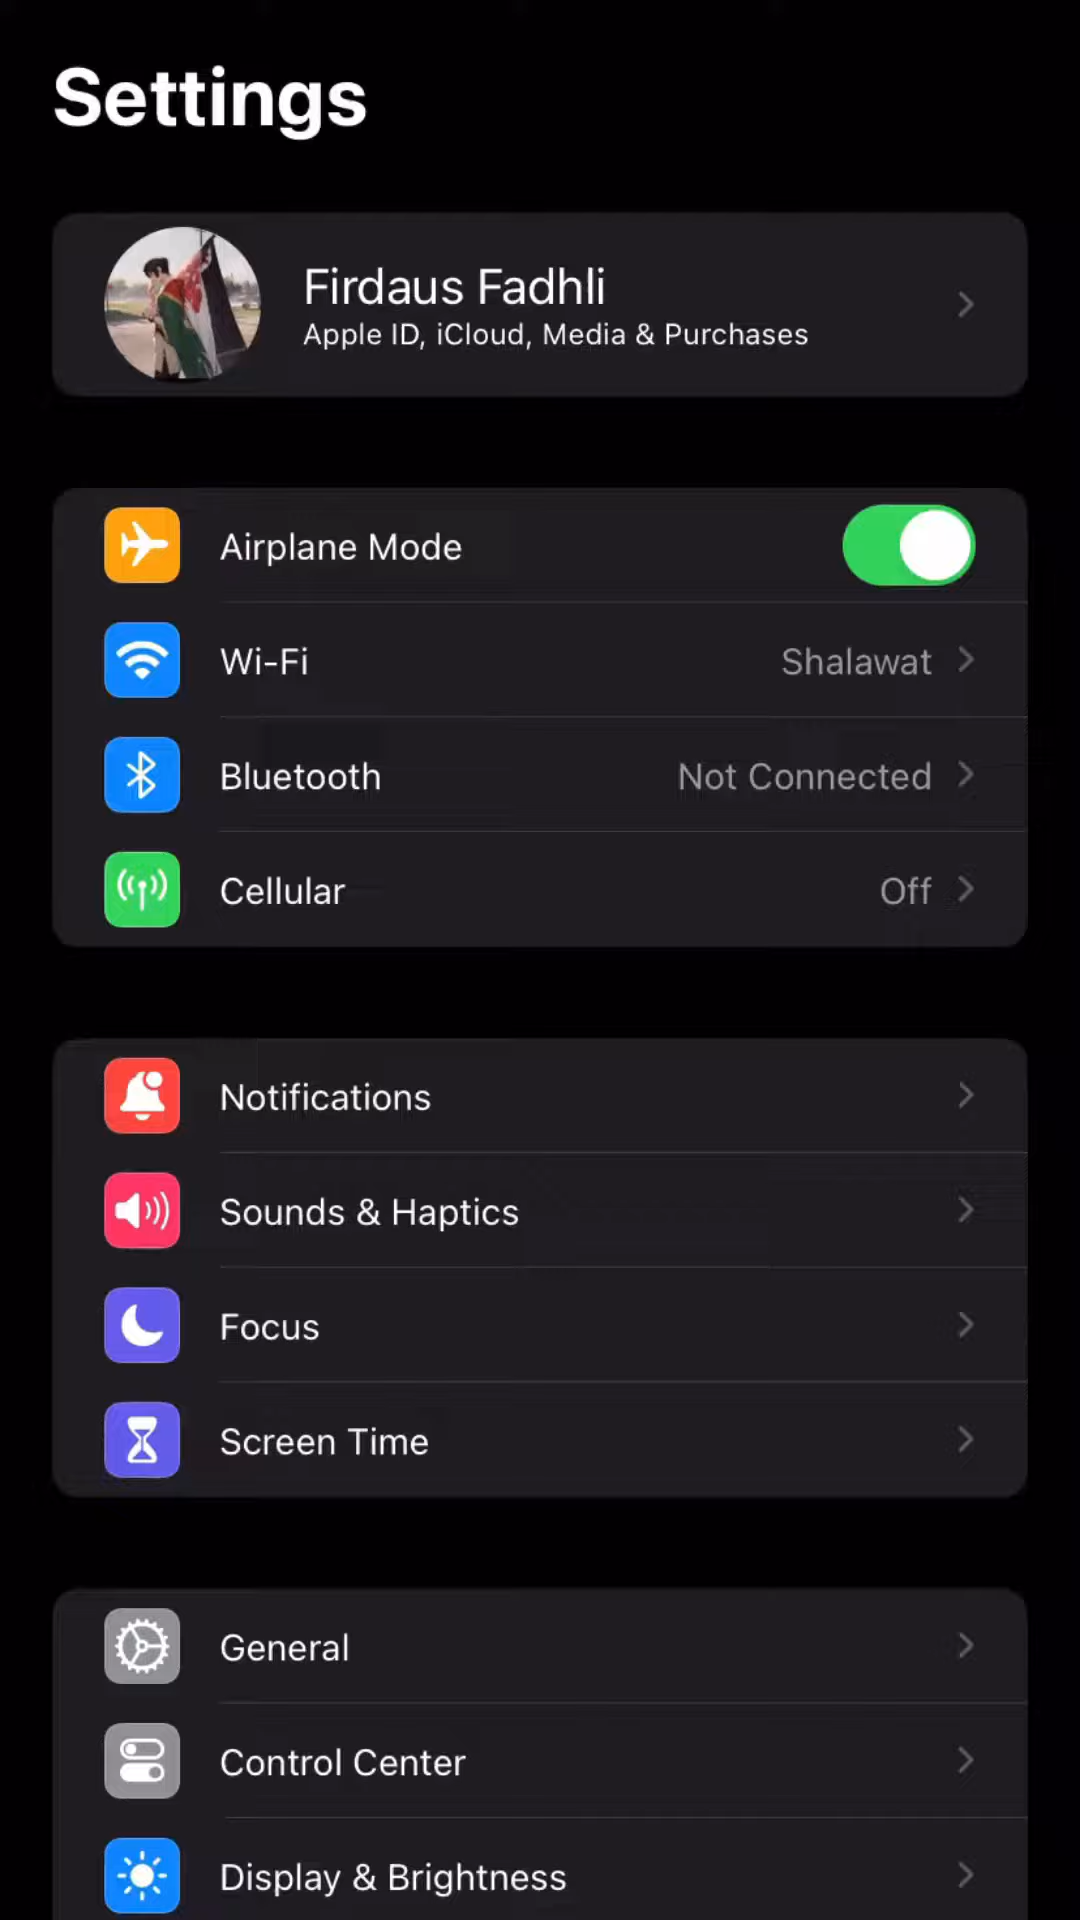 Settings
Firdaus Fadhli
Apple ID, iCloud, Media & Purchases
Airplane Mode
Wi-Fi Shalawat
Bluetooth Not Connected
Cellular Off
Notifications
Sounds & Haptics
Focus
Screen Time
General
Control Center
Display & Brightness